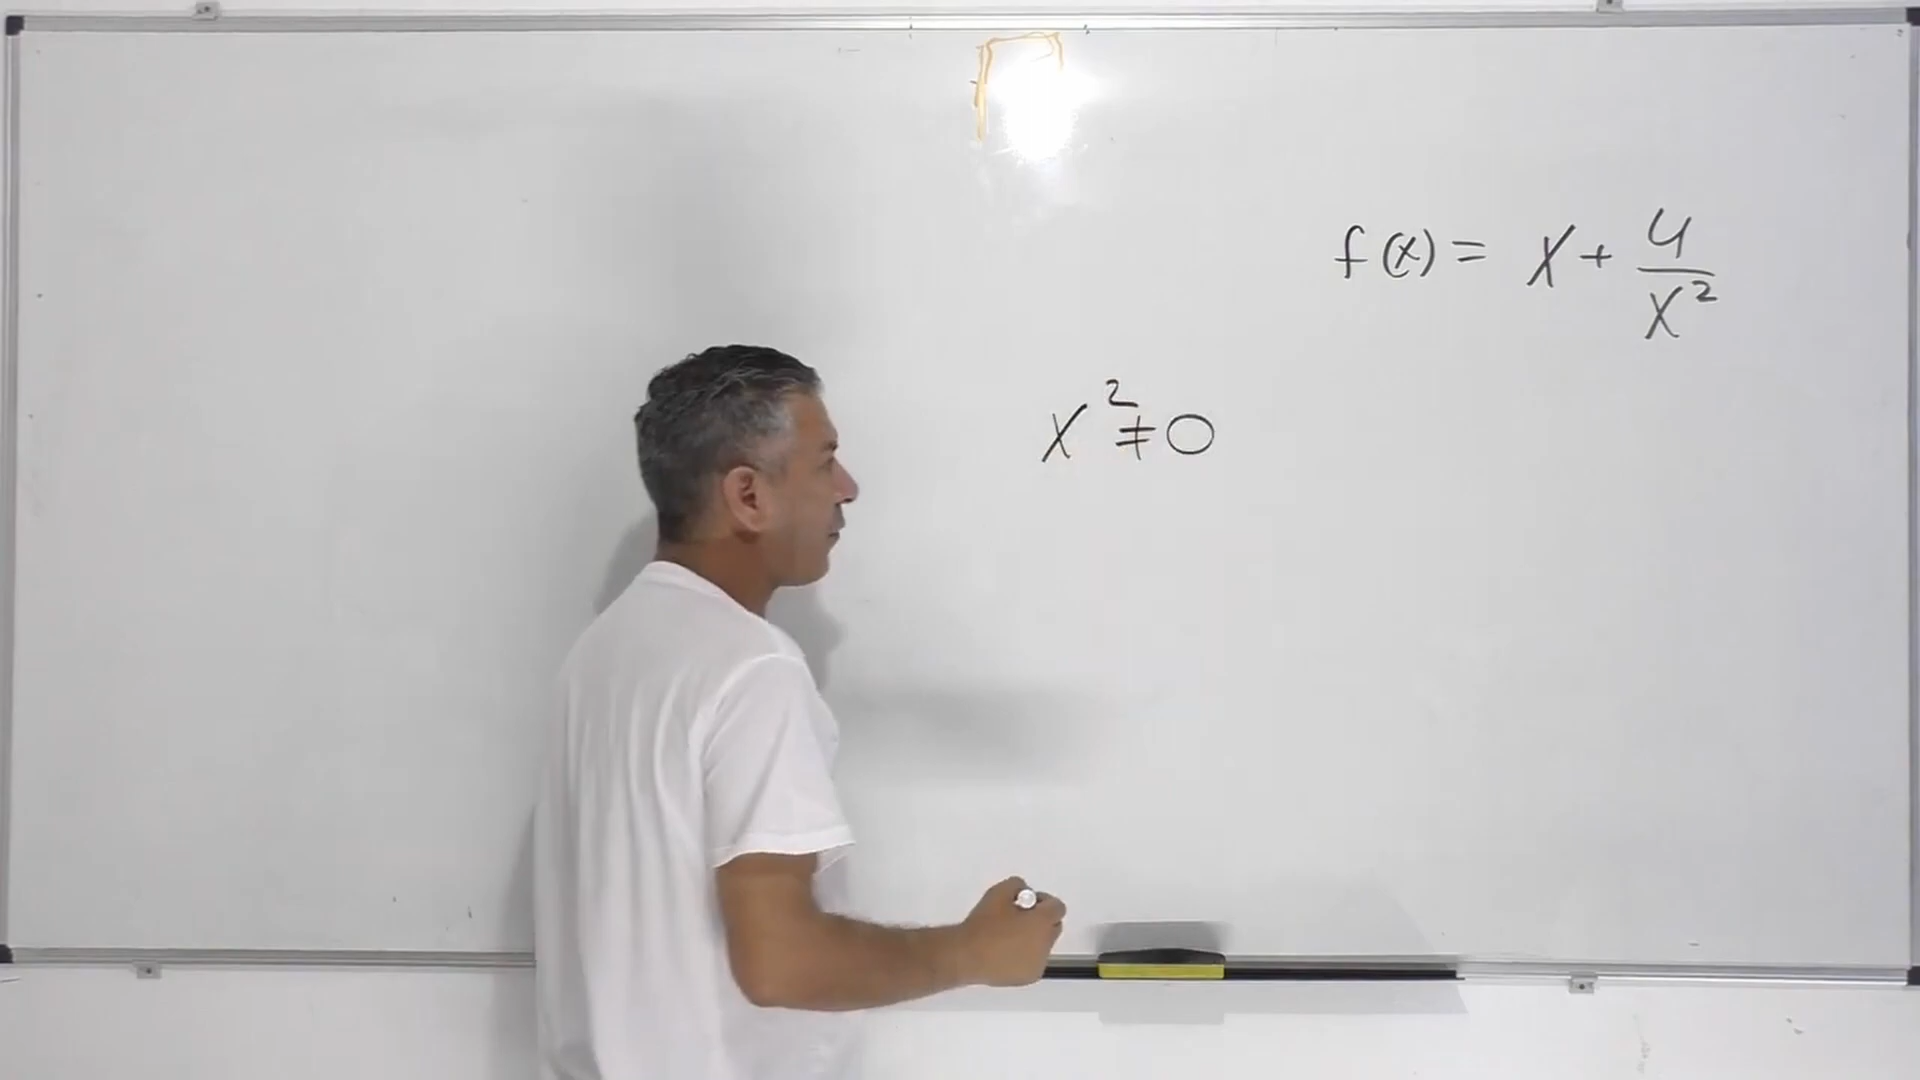 f(x) = x + 4/x²
x² ≠ 0